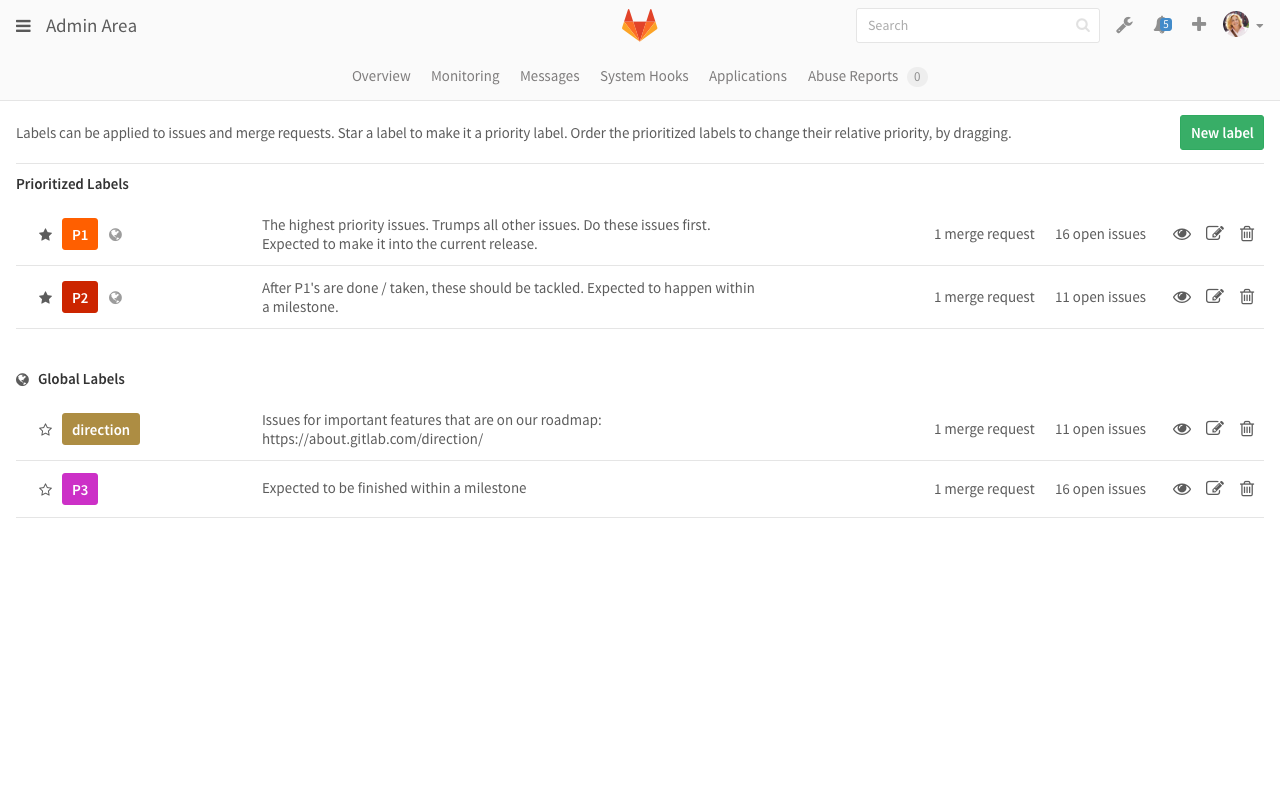 Admin Area
Search
5
Overview Monitoring Messages System Hooks Applications Abuse Reports 0
Labels can be applied to issues and merge requests. Star a label to make it a priority label. Order the prioritized labels to change their relative priority, by dragging.
New label
Prioritized Labels
P1
The highest priority issues. Trumps all other issues. Do these issues first.
Expected to make it into the current release.
1 merge request 16 open issues
P2
After P1's are done / taken, these should be tackled. Expected to happen within
a milestone.
1 merge request 11 open issues
Global Labels
direction
Issues for important features that are on our roadmap:
https://about.gitlab.com/direction/
1 merge request 11 open issues
P3
Expected to be finished within a milestone
1 merge request 16 open issues